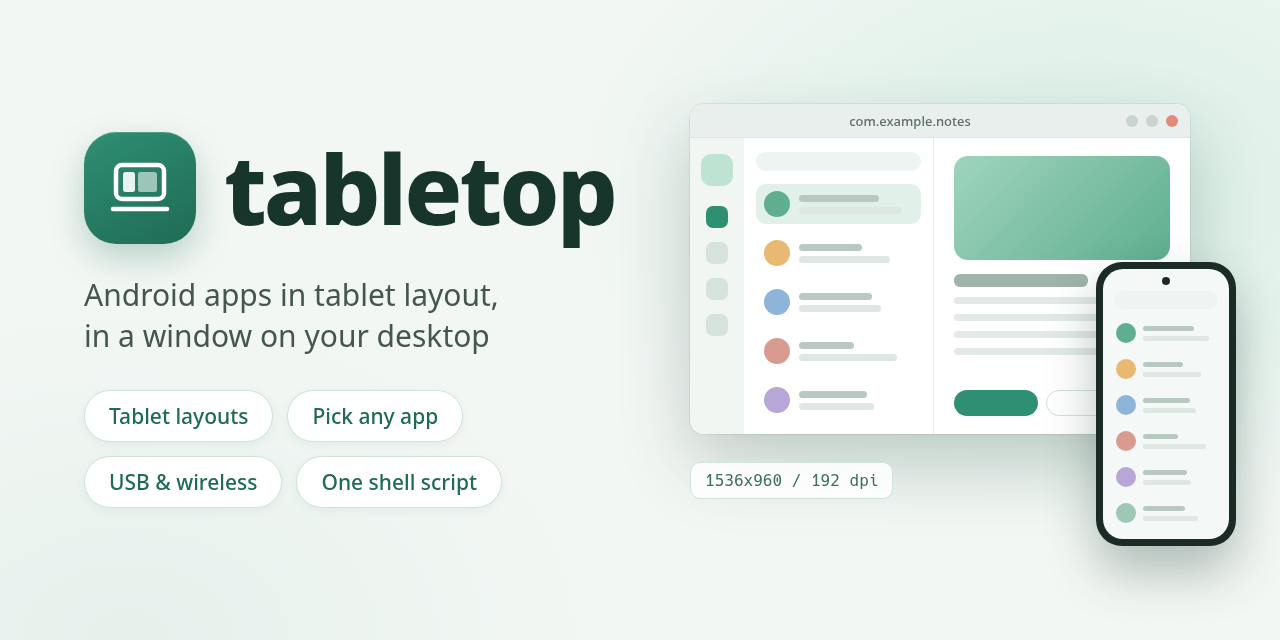 tabletop
Android apps in tablet layout,
in a window on your desktop
Tablet layouts
Pick any app
USB & wireless
One shell script
com.example.notes
1536x960 / 192 dpi